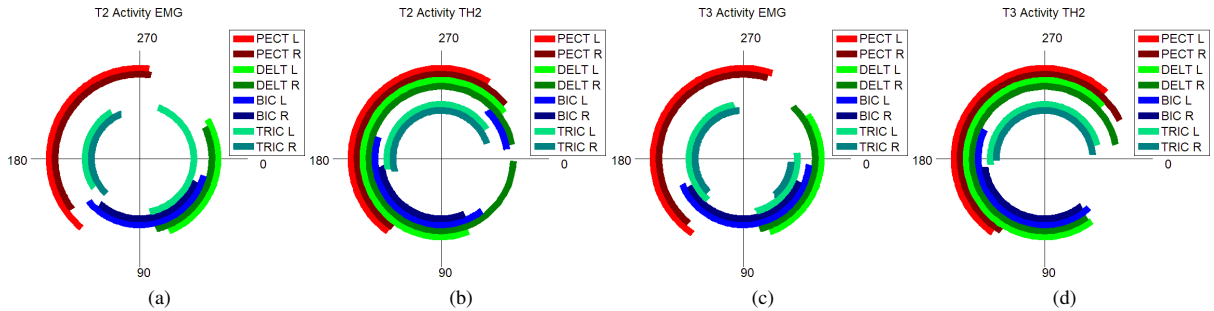 T2 Activity EMG
270
180
0
90
PECT L
PECT R
DELT L
DELT R
BIC L
BIC R
TRIC L
TRIC R
(a)
T2 Activity TH2
270
180
0
90
PECT L
PECT R
DELT L
DELT R
BIC L
BIC R
TRIC L
TRIC R
(b)
T3 Activity EMG
270
180
0
90
PECT L
PECT R
DELT L
DELT R
BIC L
BIC R
TRIC L
TRIC R
(c)
T3 Activity TH2
270
180
0
90
PECT L
PECT R
DELT L
DELT R
BIC L
BIC R
TRIC L
TRIC R
(d)